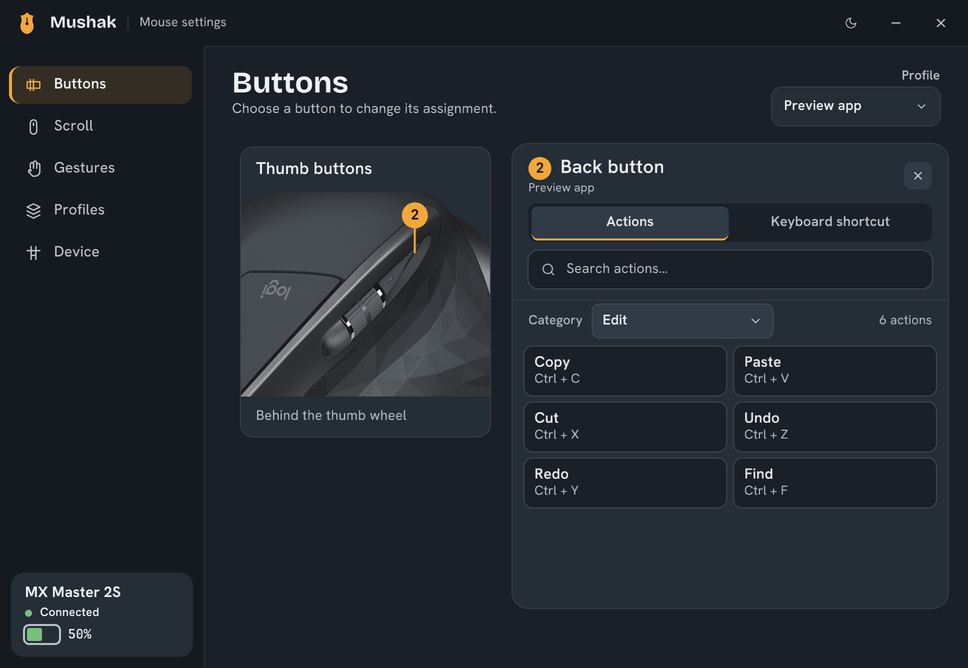 Mushak
Mouse settings
Buttons
Scroll
Gestures
Profiles
Device
MX Master 2S
Connected
50%
Buttons
Choose a button to change its assignment.
Profile
Preview app
Thumb buttons
2
logi
Behind the thumb wheel
2 Back button
Preview app
Actions
Keyboard shortcut
Search actions...
Category
Edit
6 actions
Copy
Ctrl + C
Paste
Ctrl + V
Cut
Ctrl + X
Undo
Ctrl + Z
Redo
Ctrl + Y
Find
Ctrl + F